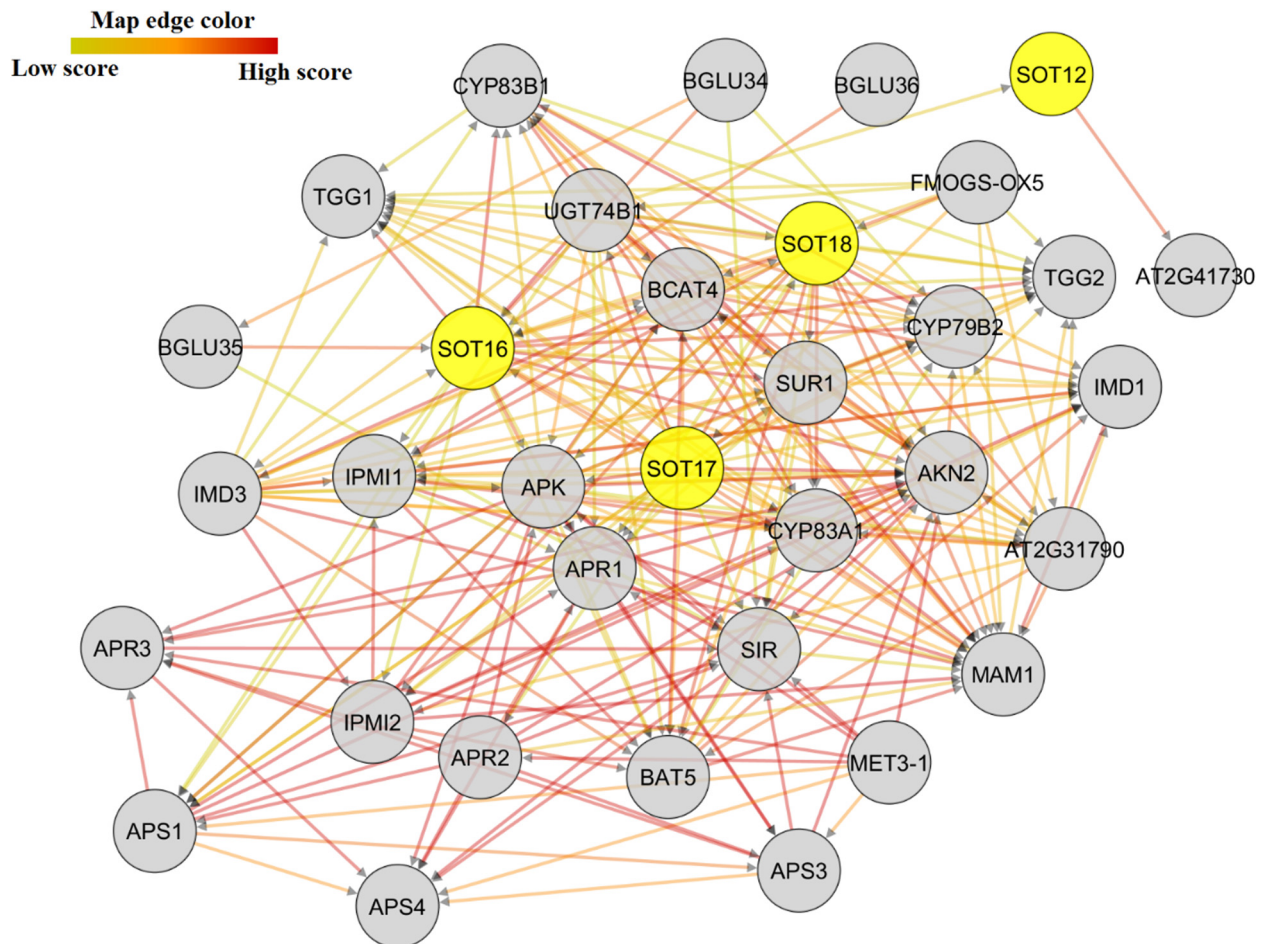 Map edge color
Low score
High score
CYP83B1
BGLU34
BGLU36
SOT12
TGG1
UGT74B1
FMOGS-OX5
SOT18
TGG2
AT2G41730
BCAT4
CYP79B2
BGLU35
SOT16
SUR1
IMD1
IMD3
IPMI1
APK
SOT17
AKN2
CYP83A1
AT2G31790
APR1
APR3
SIR
MAM1
IPMI2
APR2
BAT5
MET3-1
APS1
APS3
APS4